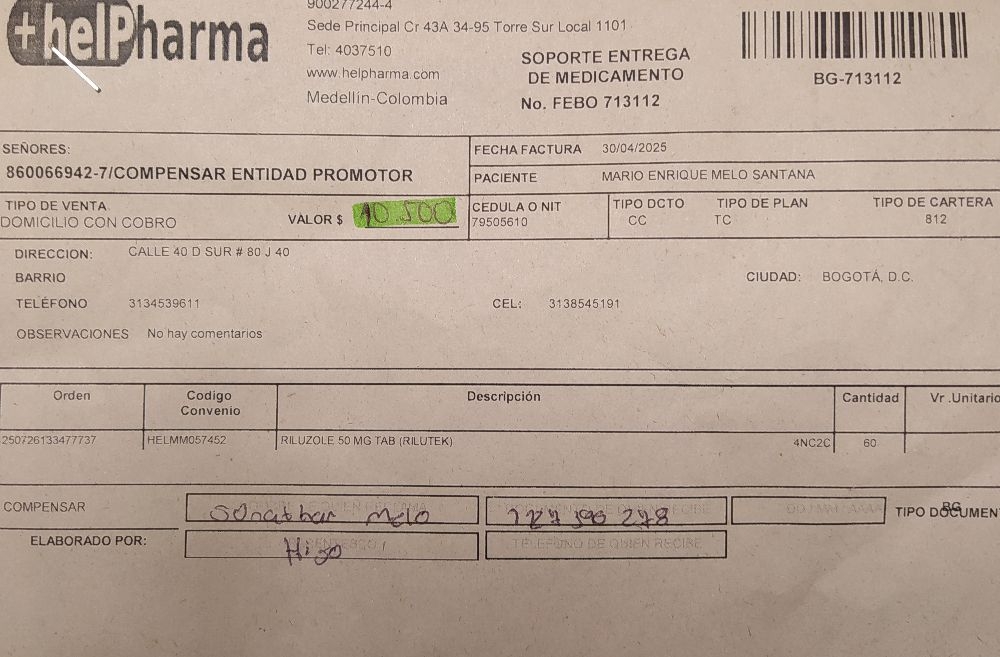 +helPharma
900277244-4
Sede Principal Cr 43A 34-95 Torre Sur Local 1101
Tel: 4037510
www.helpharma.com
Medellín-Colombia
SOPORTE ENTREGA
DE MEDICAMENTO
No. FEBO 713112
BG-713112
SEÑORES:
860066942-7/COMPENSAR ENTIDAD PROMOTOR
FECHA FACTURA 30/04/2025
PACIENTE MARIO ENRIQUE MELO SANTANA
TIPO DE VENTA
DOMICILIO CON COBRO
VALOR $ 10.500
CEDULA O NIT
79505610
TIPO DCTO
CC
TIPO DE PLAN
TC
TIPO DE CARTERA
812
DIRECCION: CALLE 40 D SUR # 80 J 40
BARRIO
CIUDAD: BOGOTÁ, D.C.
TELÉFONO 3134539611
CEL: 3138545191
OBSERVACIONES No hay comentarios
Orden Codigo Convenio Descripción Cantidad Vr .Unitario
250726133477737 HELMM057452 RILUZOLE 50 MG TAB (RILUTEK) 4NC2C 60
COMPENSAR
Melo
DD / MM / AAAA
BG
TIPO DOCUMEN
ELABORADO POR:
Hijo
TELEFONO DE QUIEN RECIBE